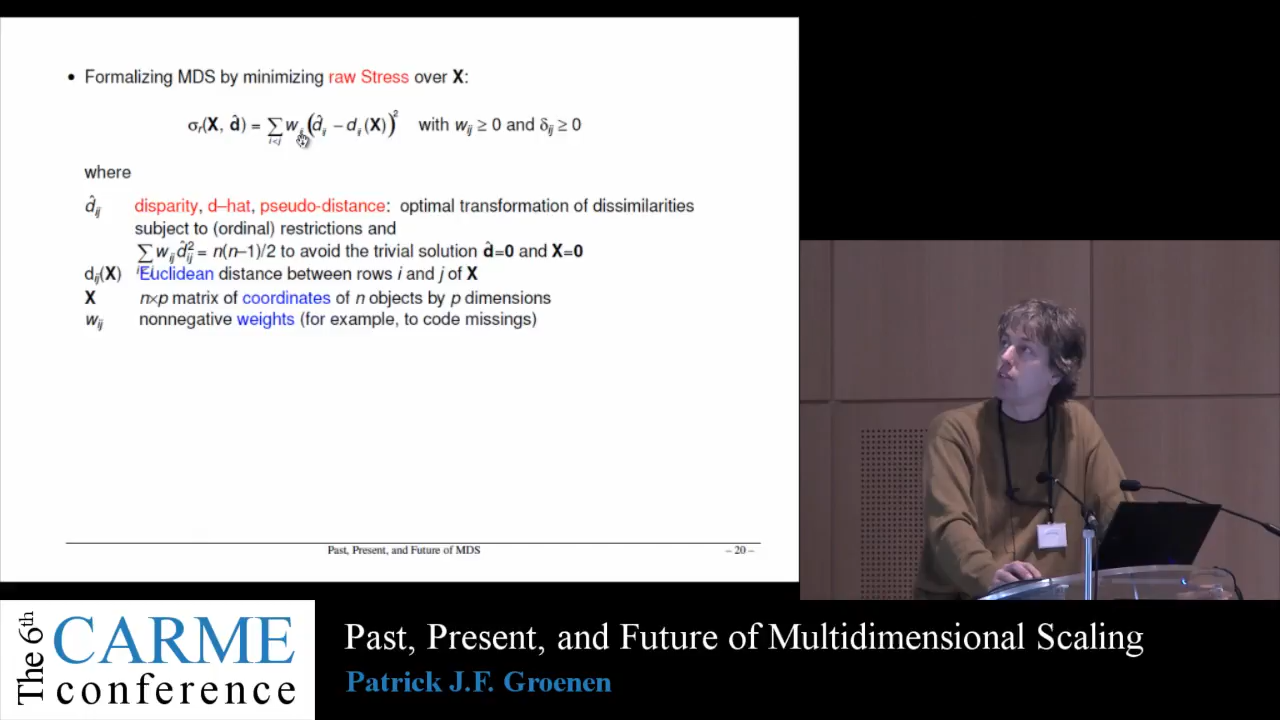 • Formalizing MDS by minimizing raw Stress over X:
σr(X, d̂) = ∑ wij (d̂ij − dij(X))² with wij ≥ 0 and δij ≥ 0
i<j
where
d̂ij disparity, d–hat, pseudo-distance: optimal transformation of dissimilarities
subject to (ordinal) restrictions and
∑ wij d̂²ij = n(n–1)/2 to avoid the trivial solution d̂=0 and X=0
dij(X) Euclidean distance between rows i and j of X
X n×p matrix of coordinates of n objects by p dimensions
wij nonnegative weights (for example, to code missings)
Past, Present, and Future of MDS – 20 –
The 6th CARME conference
Past, Present, and Future of Multidimensional Scaling
Patrick J.F. Groenen